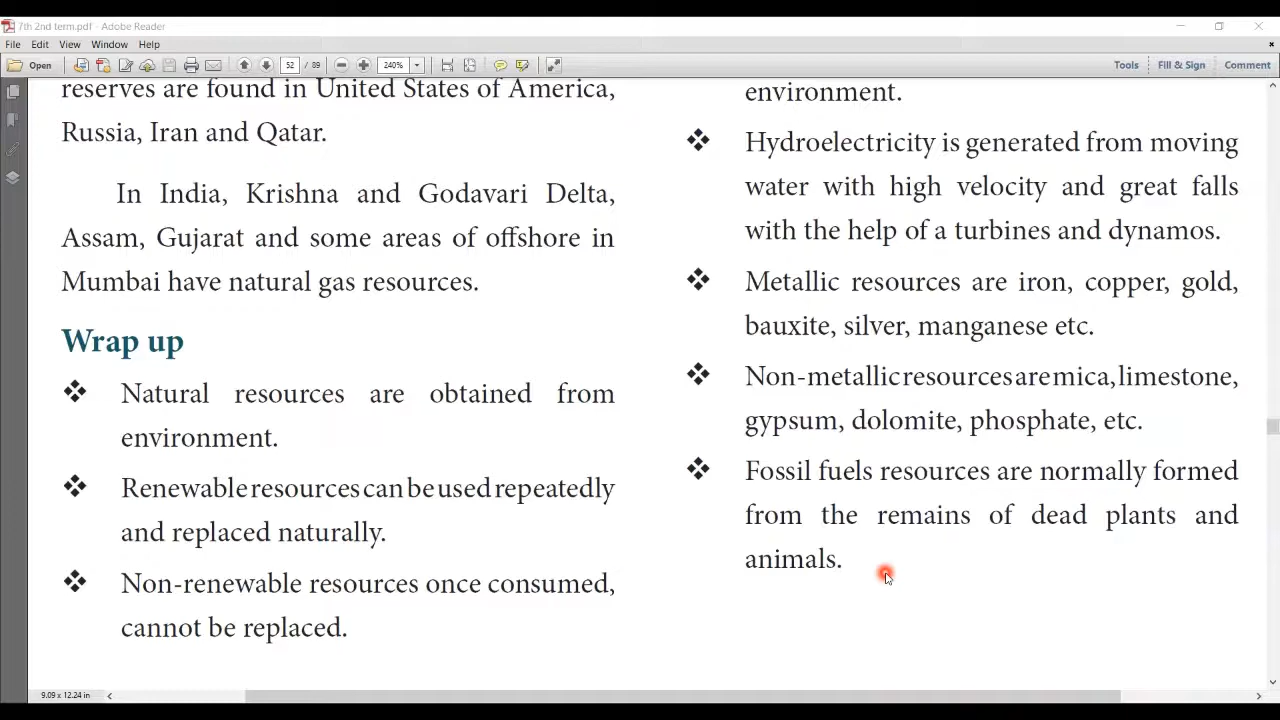 7th 2nd term.pdf - Adobe Reader
File Edit View Window Help
Open 52 / 89 240% Tools Fill & Sign Comment
reserves are found in United States of America,
Russia, Iran and Qatar.
In India, Krishna and Godavari Delta,
Assam, Gujarat and some areas of offshore in
Mumbai have natural gas resources.
Wrap up
❖ Natural resources are obtained from
environment.
❖ Renewable resources can be used repeatedly
and replaced naturally.
❖ Non-renewable resources once consumed,
cannot be replaced.
environment.
❖ Hydroelectricity is generated from moving
water with high velocity and great falls
with the help of a turbines and dynamos.
❖ Metallic resources are iron, copper, gold,
bauxite, silver, manganese etc.
❖ Non-metallic resources are mica, limestone,
gypsum, dolomite, phosphate, etc.
❖ Fossil fuels resources are normally formed
from the remains of dead plants and
animals.
9.09 x 12.24 in